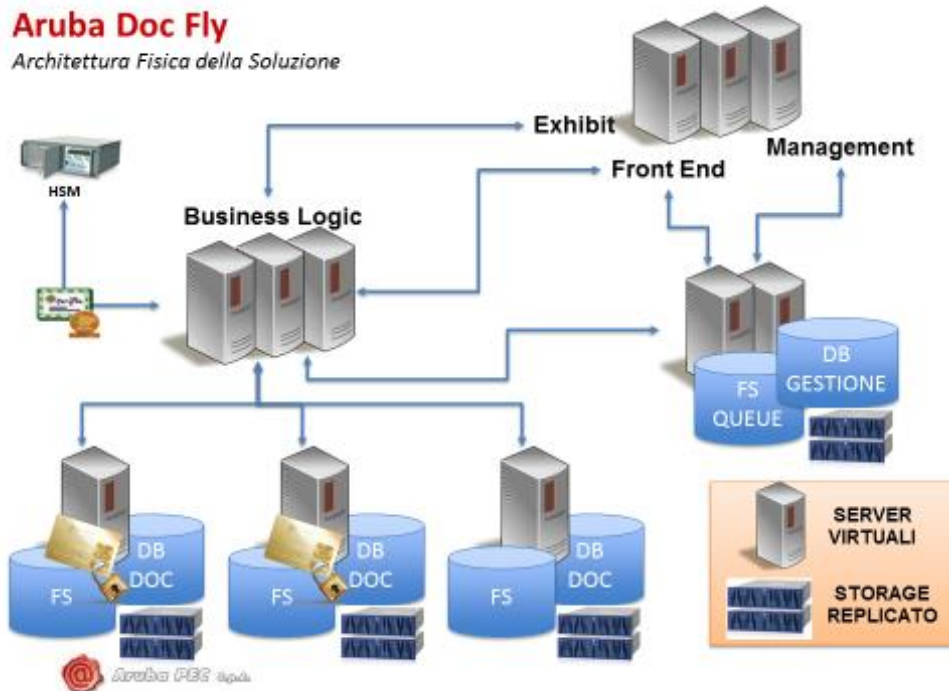 Aruba Doc Fly
Architettura Fisica della Soluzione
Exhibit
Management
Front End
HSM
Business Logic
DB
GESTIONE
FS
QUEUE
DB
DOC
FS
DB
DOC
FS
DB
DOC
FS
SERVER
VIRTUALI
STORAGE
REPLICATO
@ Aruba PEC S.p.A.